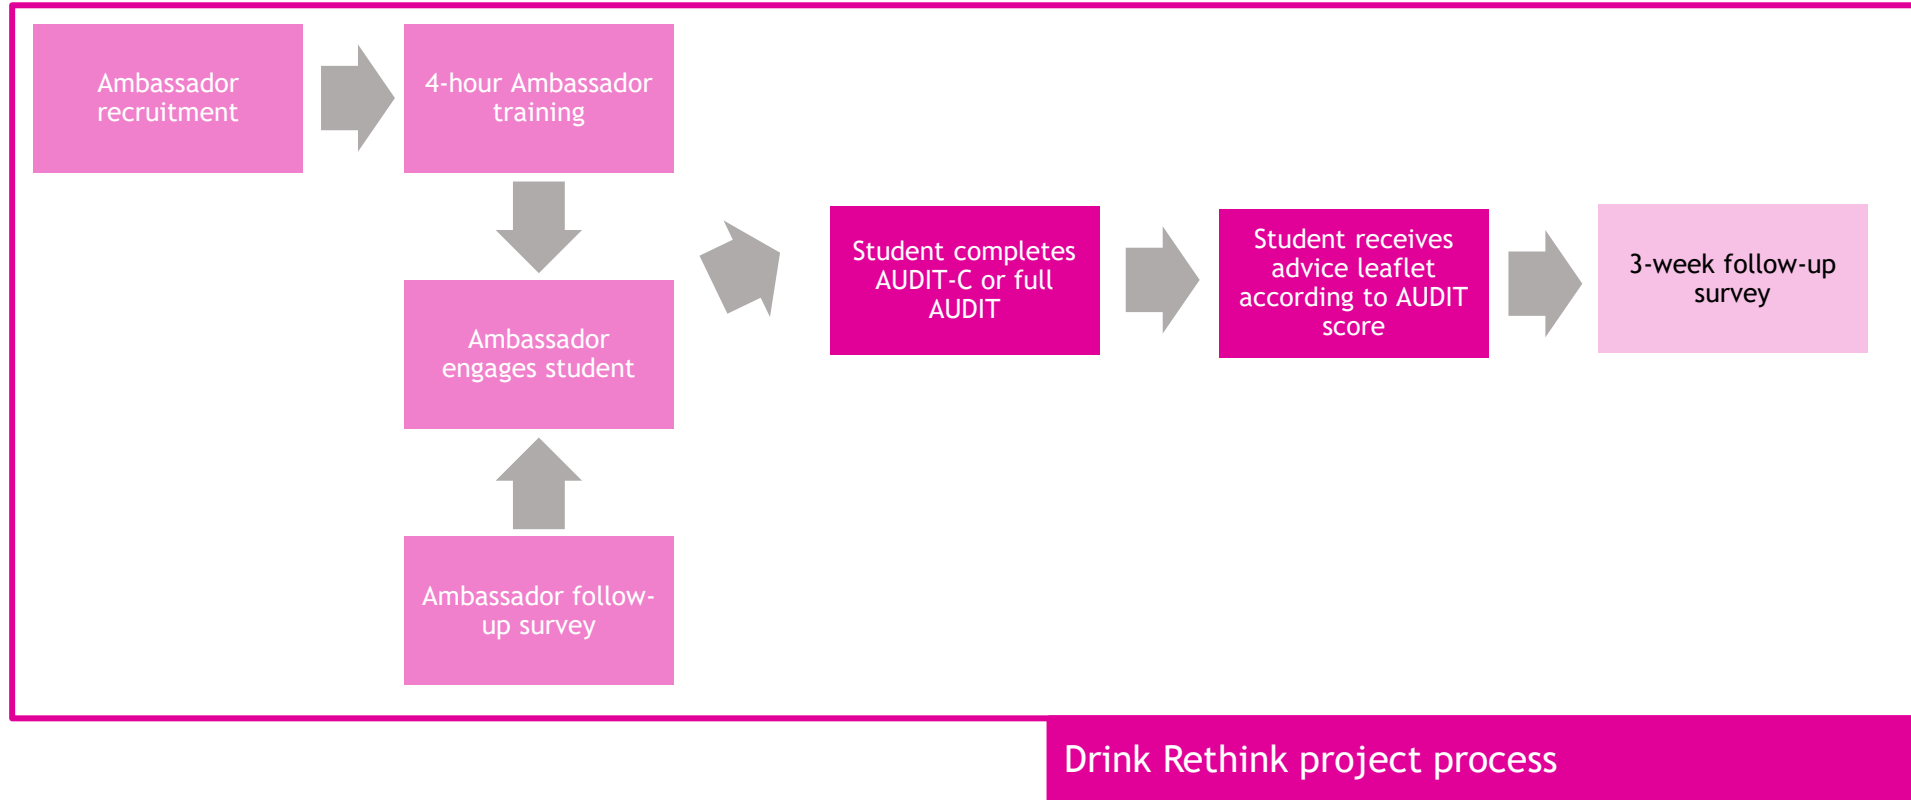 Ambassador
recruitment
4-hour Ambassador
training
Ambassador
engages student
Ambassador follow-
up survey
Student completes
AUDIT-C or full
AUDIT
Student receives
advice leaflet
according to AUDIT
score
3-week follow-up
survey
Drink Rethink project process